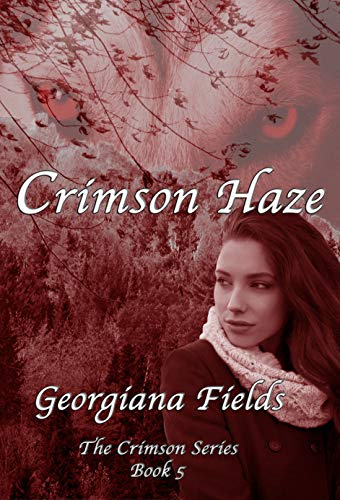 Crimson Haze
Georgiana Fields
The Crimson Series
Book 5